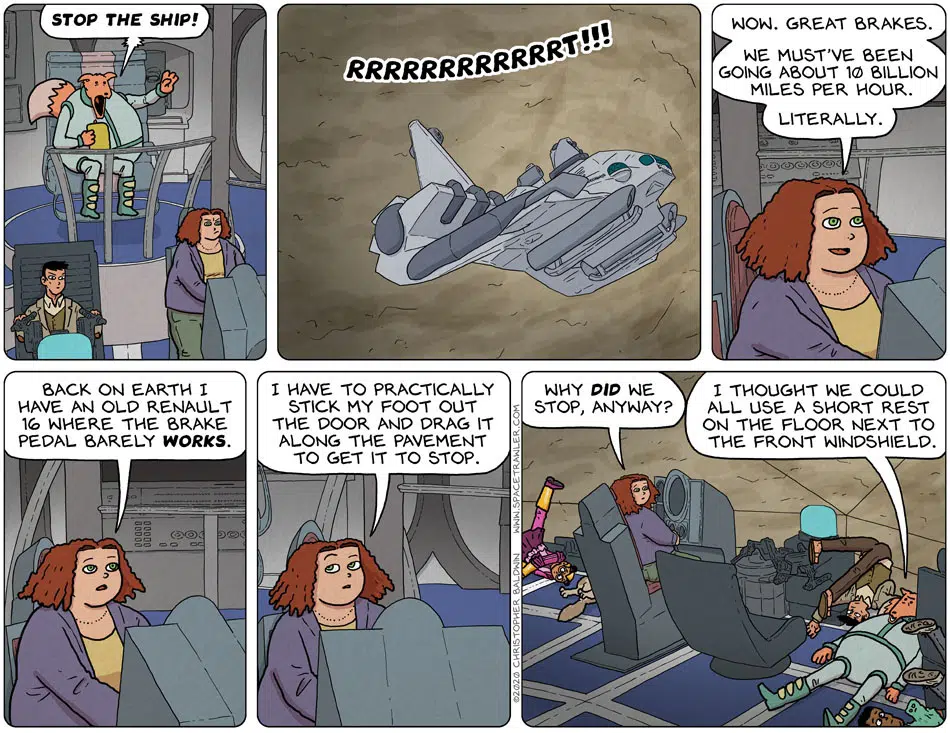 STOP THE SHIP!
RRRRRRRRRRRRT!!!
WOW. GREAT BRAKES.
WE MUST'VE BEEN
GOING ABOUT 10 BILLION
MILES PER HOUR.
LITERALLY.
BACK ON EARTH I
HAVE AN OLD RENAULT
16 WHERE THE BRAKE
PEDAL BARELY WORKS.
I HAVE TO PRACTICALLY
STICK MY FOOT OUT
THE DOOR AND DRAG IT
ALONG THE PAVEMENT
TO GET IT TO STOP.
WHY DID WE
STOP, ANYWAY?
I THOUGHT WE COULD
ALL USE A SHORT REST
ON THE FLOOR NEXT TO
THE FRONT WINDSHIELD.
©2020 CHRISTOPHER BALDWIN WWW.SPACETRAWLER.COM